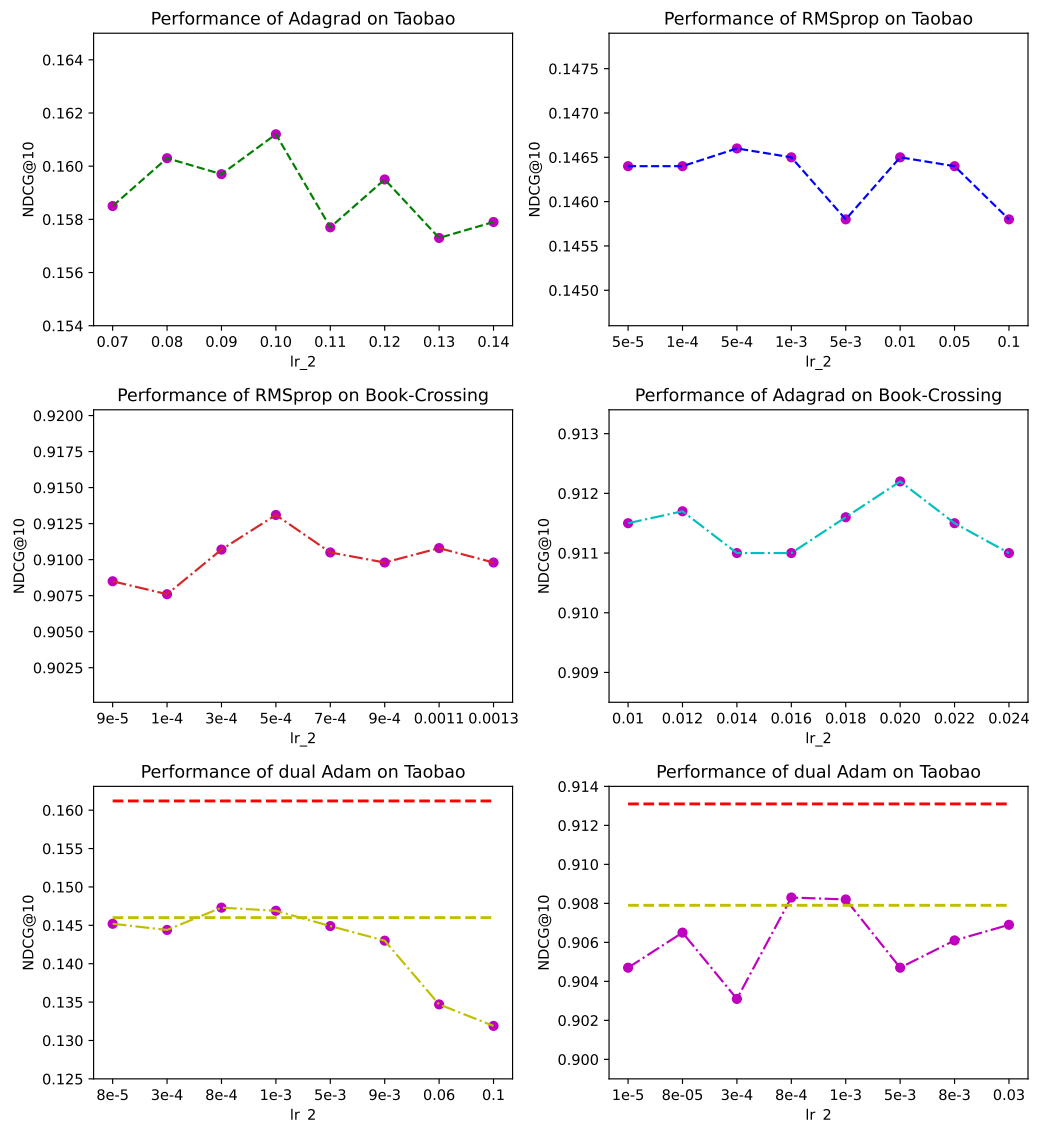 Performance of Adagrad on Taobao
NDCG@10
0.164
0.162
0.160
0.158
0.156
0.154
0.07 0.08 0.09 0.10 0.11 0.12 0.13 0.14
lr_2
Performance of RMSprop on Taobao
NDCG@10
0.1475
0.1470
0.1465
0.1460
0.1455
0.1450
5e-5 1e-4 5e-4 1e-3 5e-3 0.01 0.05 0.1
lr_2
Performance of RMSprop on Book-Crossing
NDCG@10
0.9200
0.9175
0.9150
0.9125
0.9100
0.9075
0.9050
0.9025
9e-5 1e-4 3e-4 5e-4 7e-4 9e-4 0.0011 0.0013
lr_2
Performance of Adagrad on Book-Crossing
NDCG@10
0.913
0.912
0.911
0.910
0.909
0.01 0.012 0.014 0.016 0.018 0.020 0.022 0.024
lr_2
Performance of dual Adam on Taobao
NDCG@10
0.160
0.155
0.150
0.145
0.140
0.135
0.130
0.125
8e-5 3e-4 8e-4 1e-3 5e-3 9e-3 0.06 0.1
lr_2
Performance of dual Adam on Taobao
NDCG@10
0.914
0.912
0.910
0.908
0.906
0.904
0.902
0.900
1e-5 8e-05 3e-4 8e-4 1e-3 5e-3 8e-3 0.03
lr_2